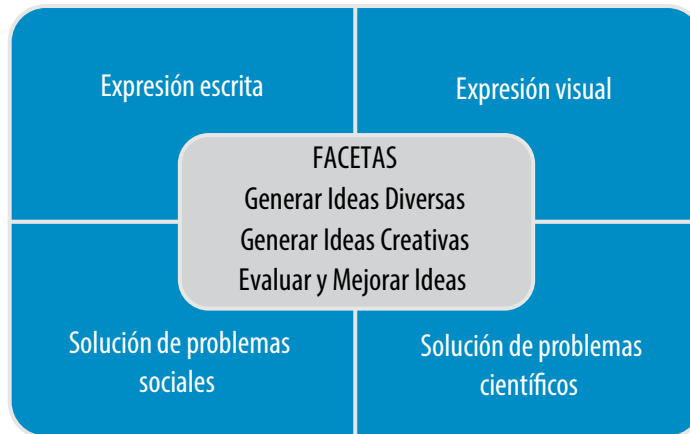 Expresión escrita
Expresión visual
FACETAS
Generar Ideas Diversas
Generar Ideas Creativas
Evaluar y Mejorar Ideas
Solución de problemas
sociales
Solución de problemas
científicos